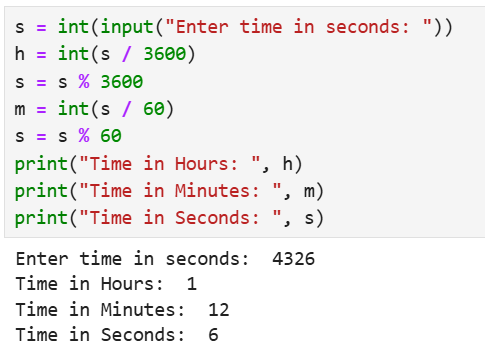 s = int(input("Enter time in seconds: "))
h = int(s / 3600)
s = s % 3600
m = int(s / 60)
s = s % 60
print("Time in Hours: ", h)
print("Time in Minutes: ", m)
print("Time in Seconds: ", s)
Enter time in seconds:  4326
Time in Hours:  1
Time in Minutes:  12
Time in Seconds:  6